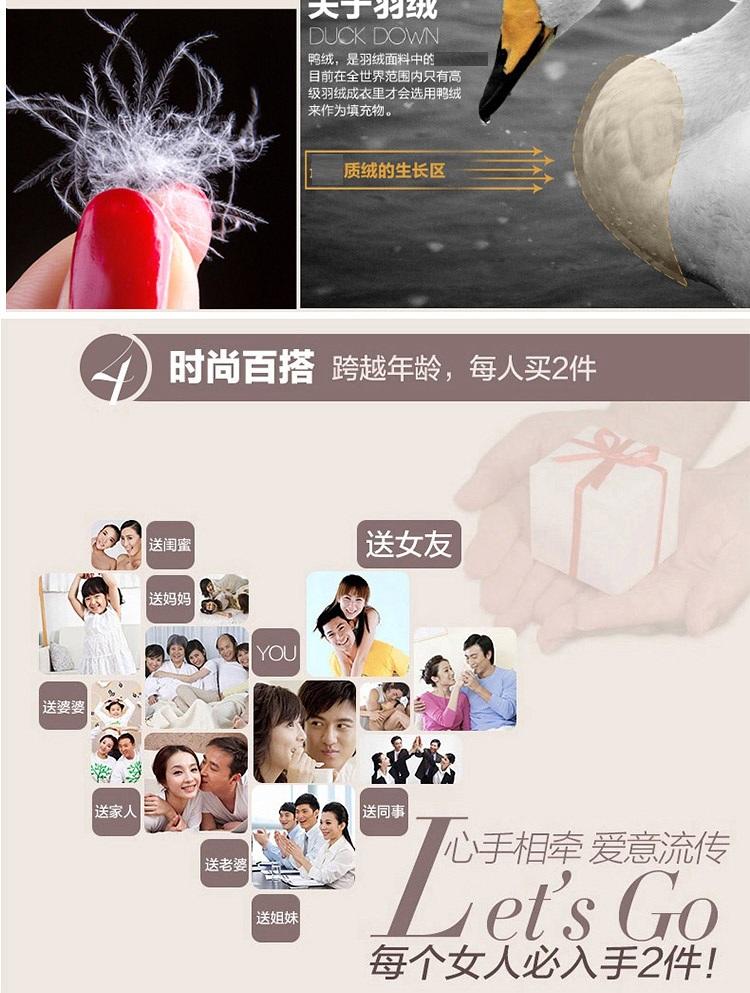 关于羽绒
DUCK DOWN
鸭绒，是羽绒面料中的
目前在全世界范围内只有高
级羽绒成衣里才会选用鸭绒
来作为填充物。
质绒的生长区
4 时尚百搭 跨越年龄，每人买2件
送闺蜜
送女友
送妈妈
YOU
送婆婆
送家人
送同事
送老婆
送姐妹
心手相牵 爱意流传
Let's Go
每个女人必入手2件！